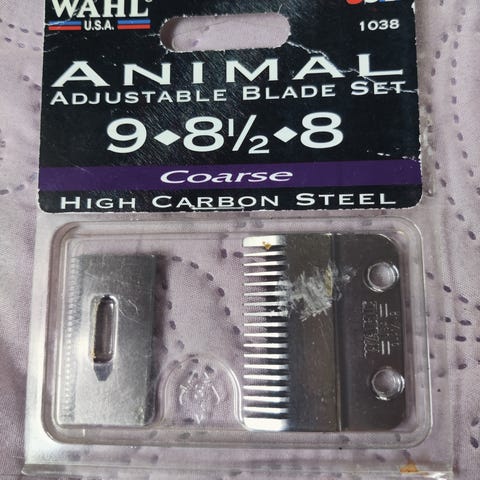 WAHL
U.S.A.
1038
ANIMAL
ADJUSTABLE BLADE SET
9◆8½◆8
Coarse
HIGH CARBON STEEL